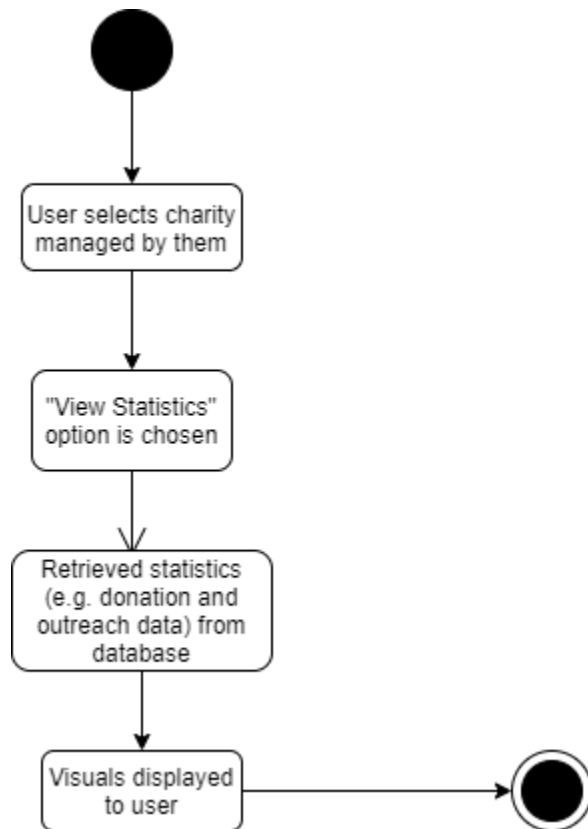 User selects charity
managed by them
"View Statistics"
option is chosen
Retrieved statistics
(e.g. donation and
outreach data) from
database
Visuals displayed
to user